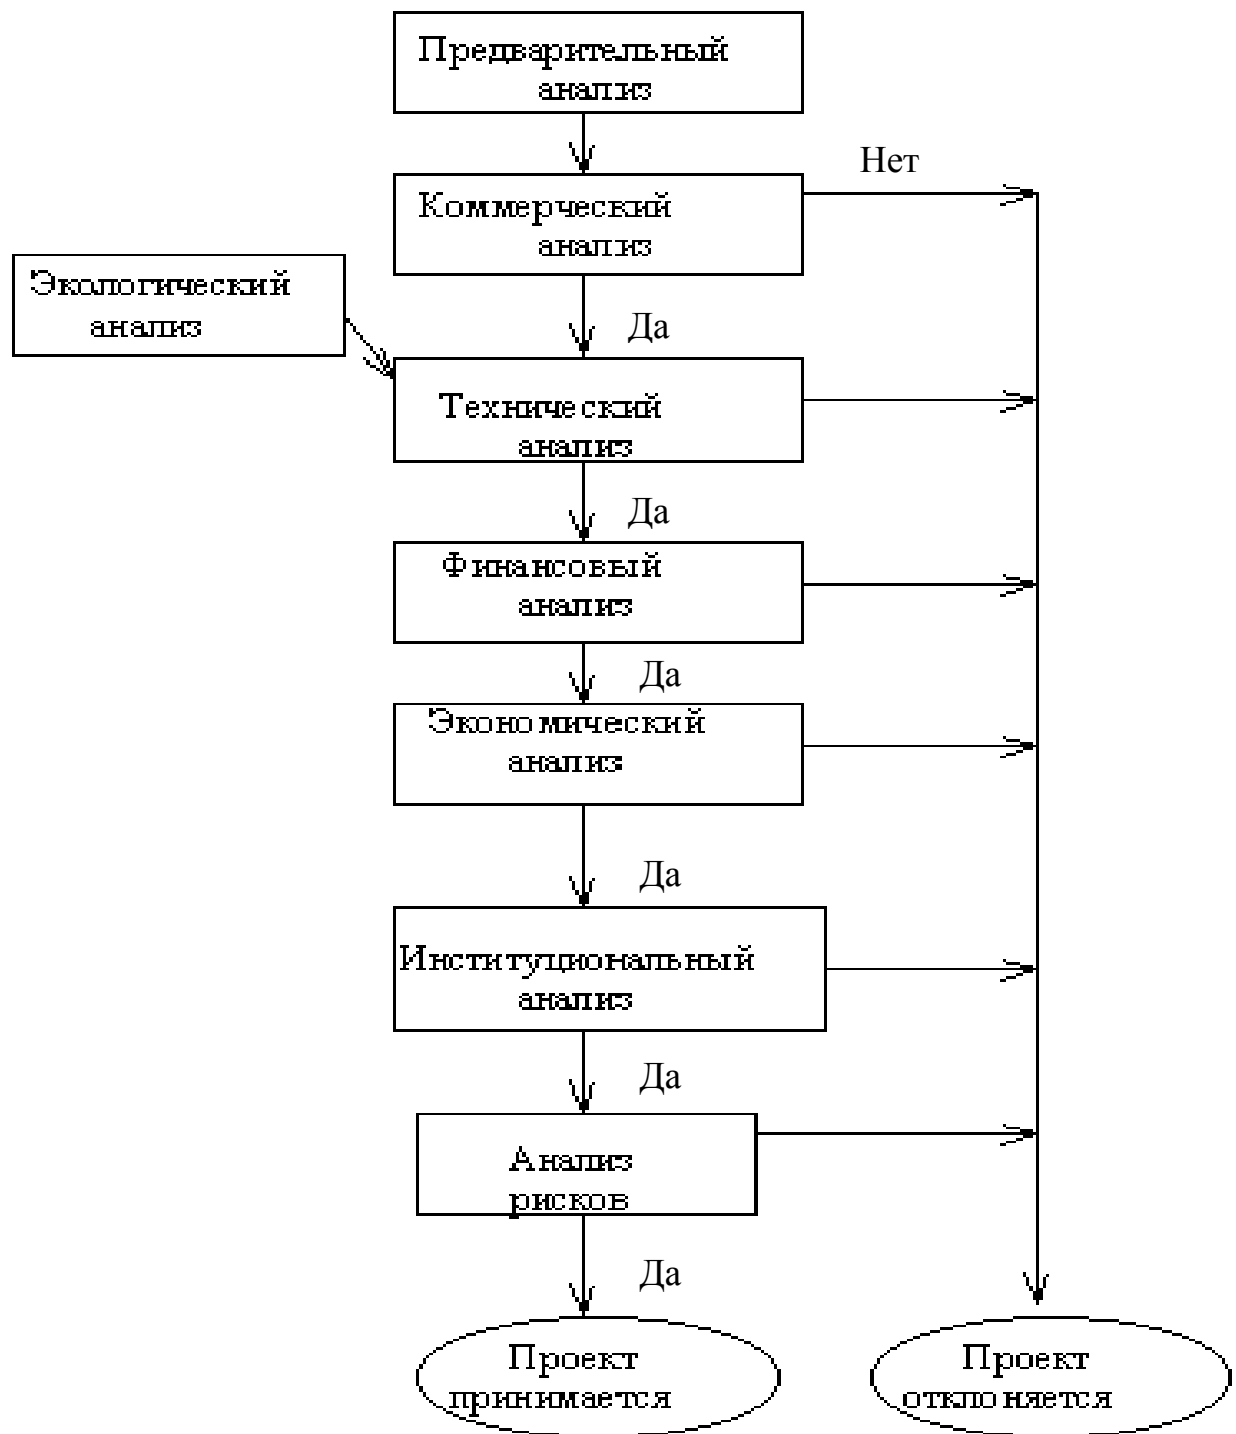 Предварительный
анализ
Нет
Коммерческий
анализ
Экологический
анализ
Да
Технический
анализ
Да
Финансовый
анализ
Да
Экономический
анализ
Да
Институциональный
анализ
Да
Анализ
рисков
Да
Проект
принимается
Проект
отклоняется